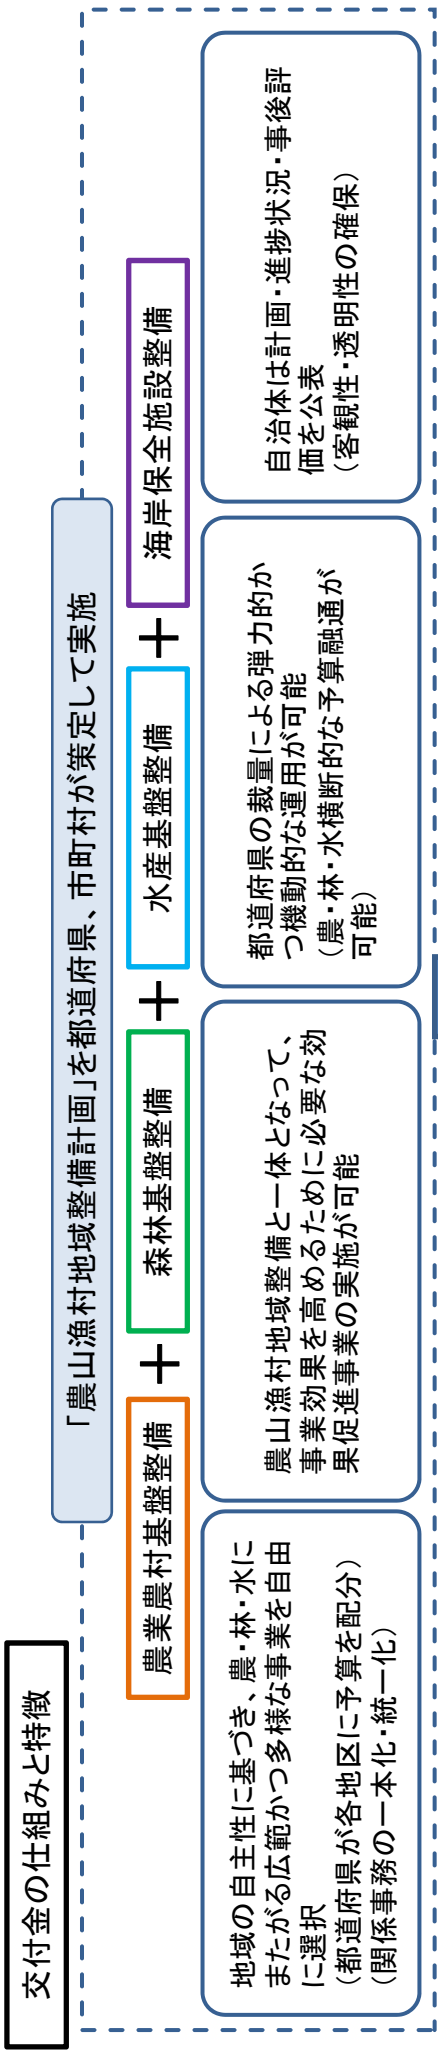 交付金の仕組みと特徴
「農山漁村地域整備計画」を都道府県、市町村が策定して実施
農業農村基盤整備
＋
森林基盤整備
＋
水産基盤整備
＋
海岸保全施設整備
地域の自主性に基づき、農・林・水に
またがる広範かつ多様な事業を自由
に選択
（都道府県が各地区に予算を配分）
（関係事務の一本化・統一化）
農山漁村地域整備と一体となって、
事業効果を高めるために必要な効
果促進事業の実施が可能
都道府県の裁量による弾力的か
つ機動的な運用が可能
（農・林・水横断的な予算融通が
可能）
自治体は計画・進捗状況・事後評
価を公表
（客観性・透明性の確保）